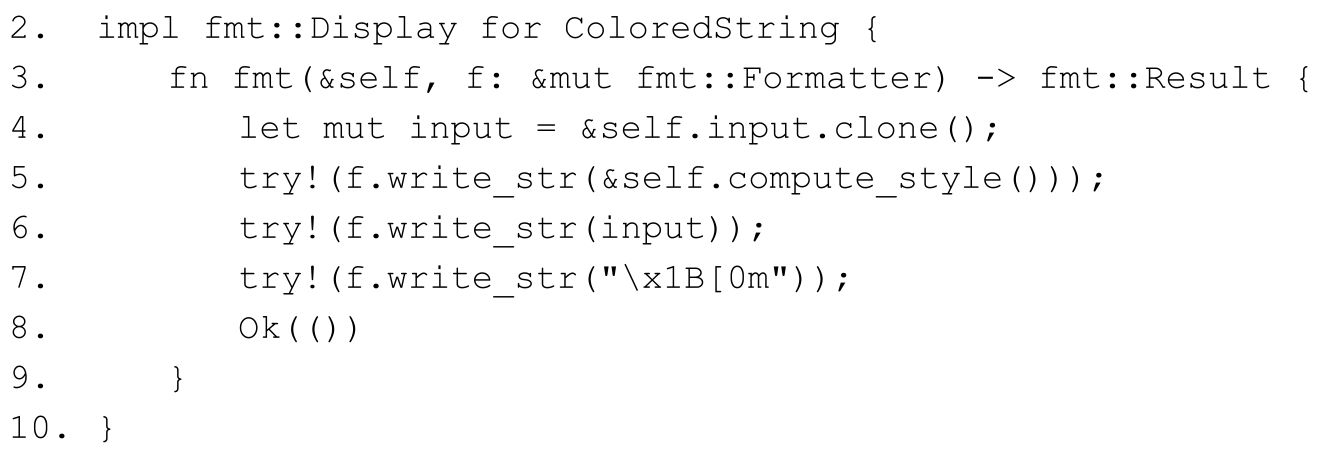 2. impl fmt::Display for ColoredString {
3. fn fmt(&self, f: &mut fmt::Formatter) -> fmt::Result {
4. let mut input = &self.input.clone();
5. try!(f.write_str(&self.compute_style()));
6. try!(f.write_str(input));
7. try!(f.write_str("\x1B[0m"));
8. Ok(())
9. }
10. }